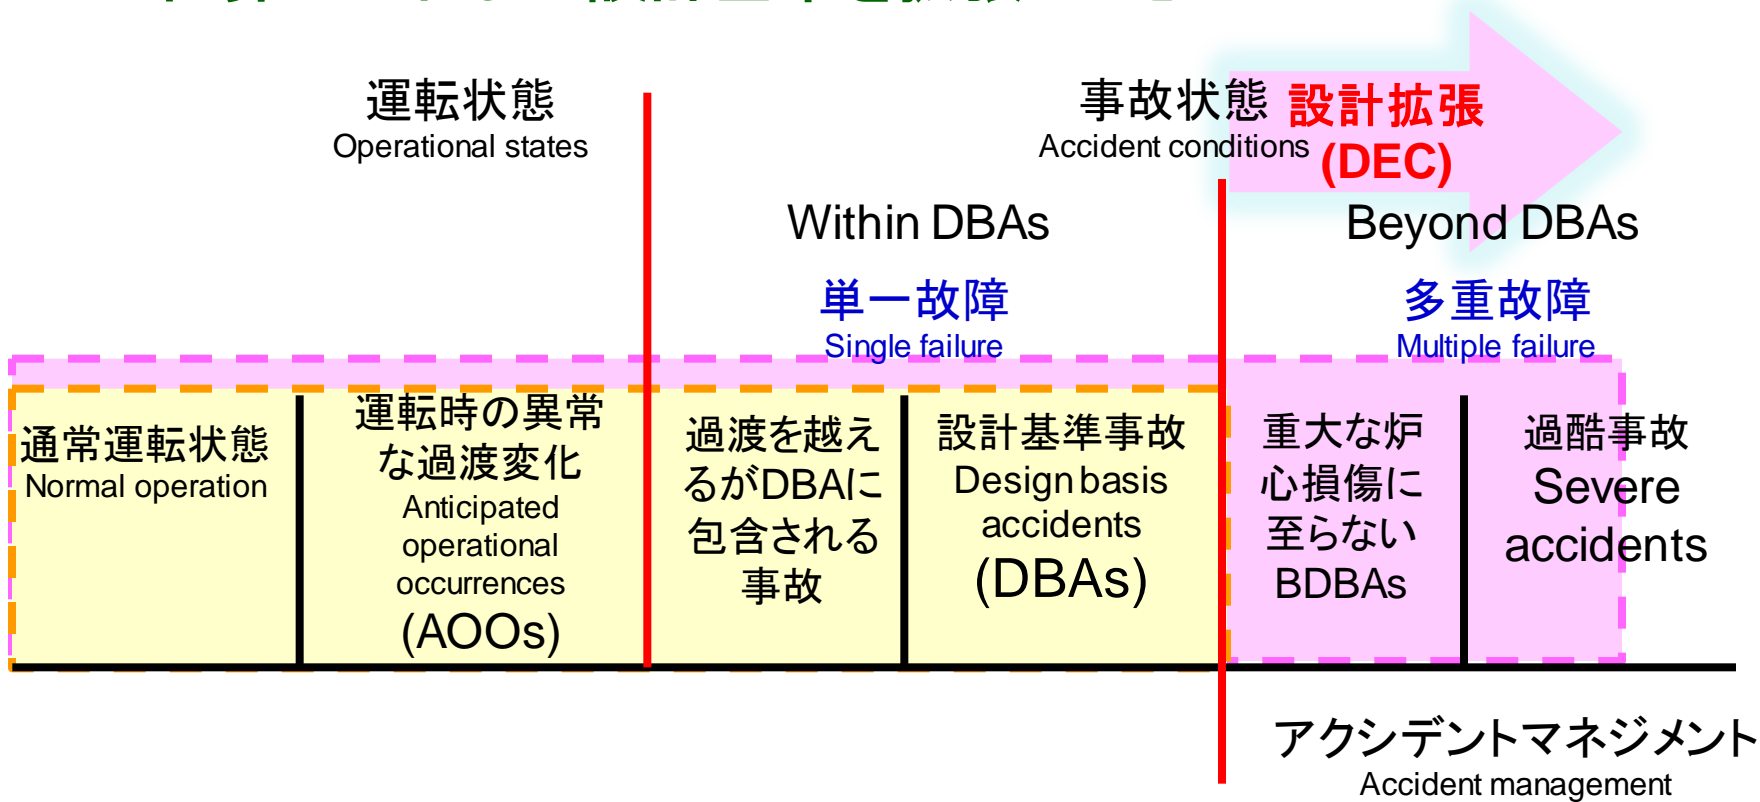 運転状態
Operational states
事故状態
Accident conditions
設計拡張
(DEC)
Within DBAs
Beyond DBAs
単一故障
Single failure
多重故障
Multiple failure
通常運転状態
Normal operation
運転時の異常
な過渡変化
Anticipated
operational
occurrences
(AOOs)
過渡を越え
るがDBAに
包含される
事故
設計基準事故
Design basis
accidents
(DBAs)
重大な炉
心損傷に
至らない
BDBAs
過酷事故
Severe
accidents
アクシデントマネジメント
Accident management